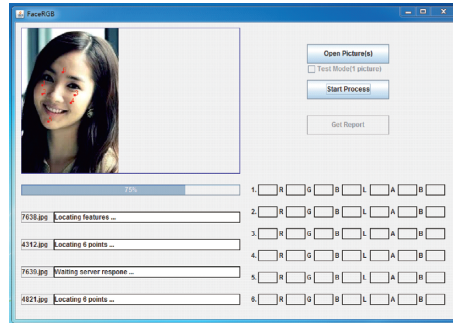 FaceRGB
Open Picture(s)
Test Mode(1 picture)
Start Process
Get Report
75%
7638.jpg Locating features ...
4312.jpg Locating 6 points ...
7639.jpg Waiting server respone ...
4821.jpg Locating 6 points ...
1. R G B L A B
2. R G B L A B
3. R G B L A B
4. R G B L A B
5. R G B L A B
6. R G B L A B